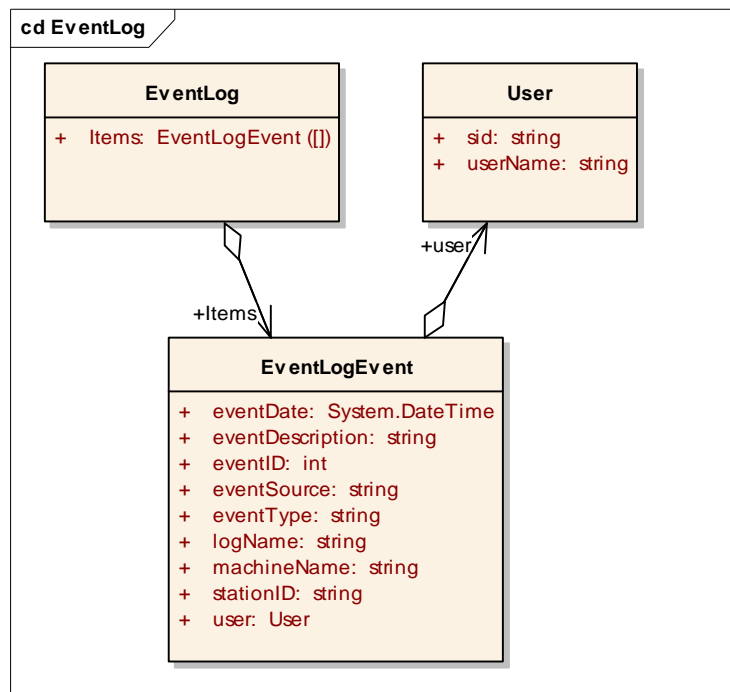 cd EventLog
EventLog
+ Items: EventLogEvent ([])
User
+ sid: string
+ userName: string
+user
+Items
EventLogEvent
+ eventDate: System.DateTime
+ eventDescription: string
+ eventID: int
+ eventSource: string
+ eventType: string
+ logName: string
+ machineName: string
+ stationID: string
+ user: User